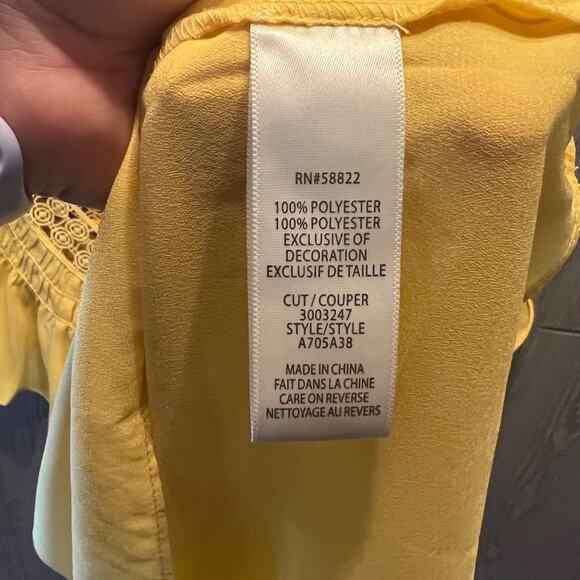 RN#58822
100% POLYESTER
100% POLYESTER
EXCLUSIVE OF
DECORATION
EXCLUSIF DE TAILLE
CUT / COUPER
3003247
STYLE/STYLE
A705A38
MADE IN CHINA
FAIT DANS LA CHINE
CARE ON REVERSE
NETTOYAGE AU REVERS